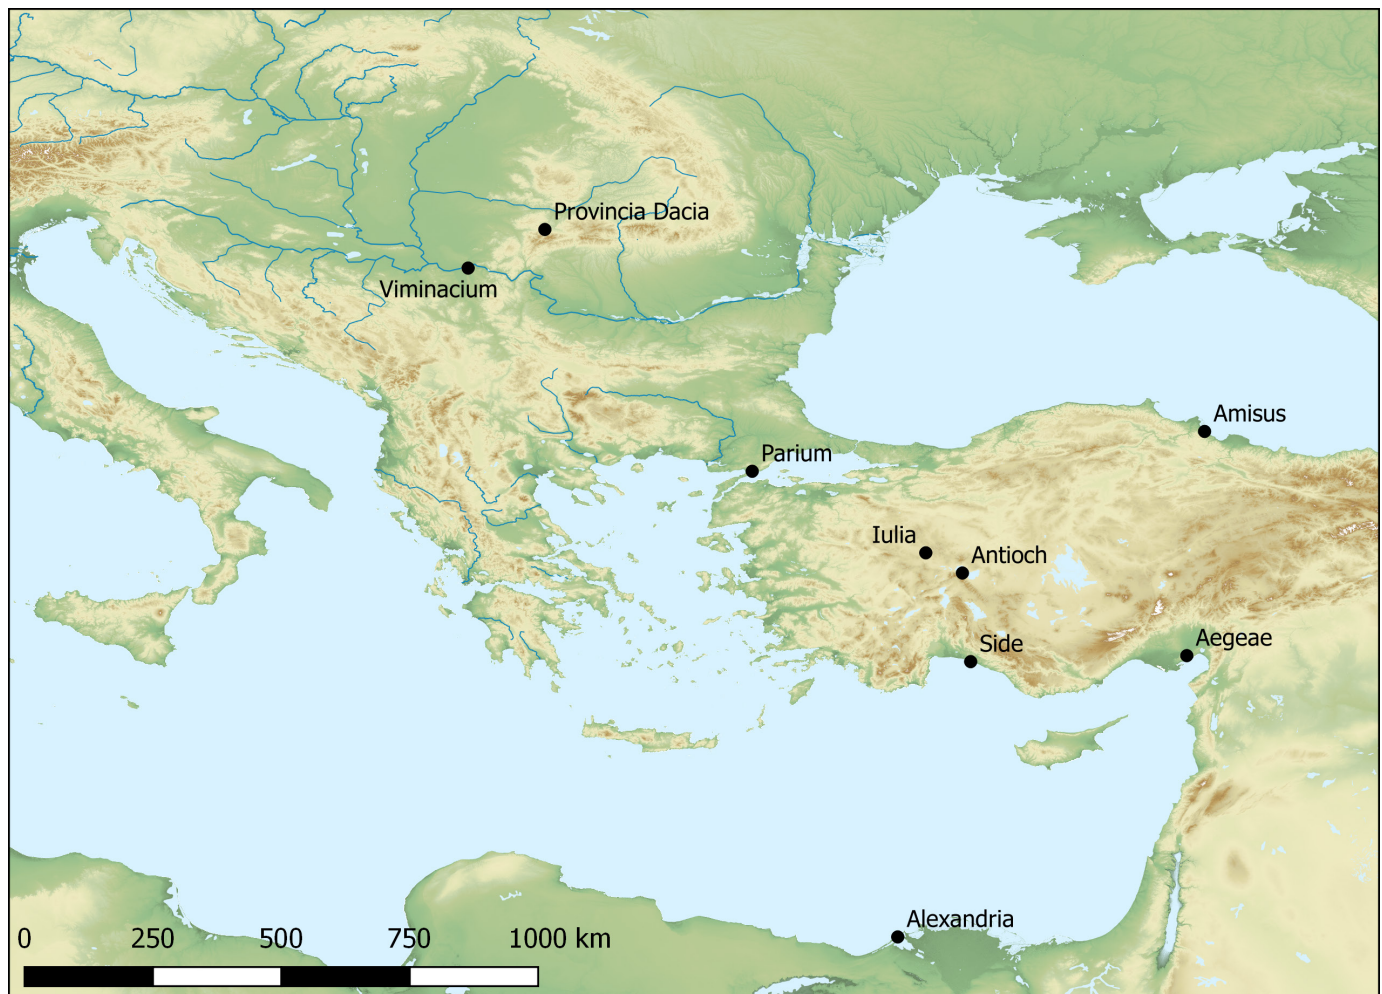 Provincia Dacia
Viminacium
Amisus
Parium
Iulia
Antioch
Side
Aegeae
Alexandria
0 250 500 750 1000 km